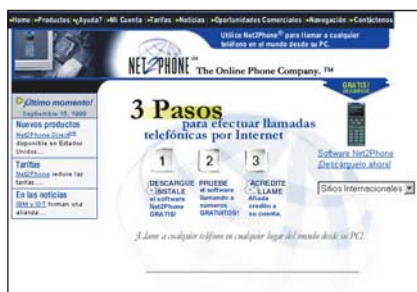 Home Productos ¿Ayuda? Mi Cuenta Tarifas Noticias Oportunidades Comerciales Navegación Contáctenos
Utilice Net2Phone® para llamar a cualquier
teléfono en el mundo desde su PC.
NET2PHONE™ The Online Phone Company. TM
¡Último momento!
Septiembre 15, 1999
Nuevos productos
Net2Phone Direct
disponible en Estados
Unidos...
Tarifas
Net2Phone reduce las
tarifas....
En las noticias
IBM y IDT forman una
alianza...
3 Pasos
para efectuar llamadas
telefónicas por Internet
1 2 3
DESCARGUE
INSTALE
el software
Net2Phone
GRATIS!
PRUEBE
el software
llamando a
numeros
GRATUITOS!
ACREDITE
LLAME
Añada
crédito a
su cuenta.
¡Llame a cualquier teléfono en cualquier lugar del mundo desde su PC!
GRATIS!
Software Net2Phone
¡Descárguelo ahora!
Sitios Internacionales